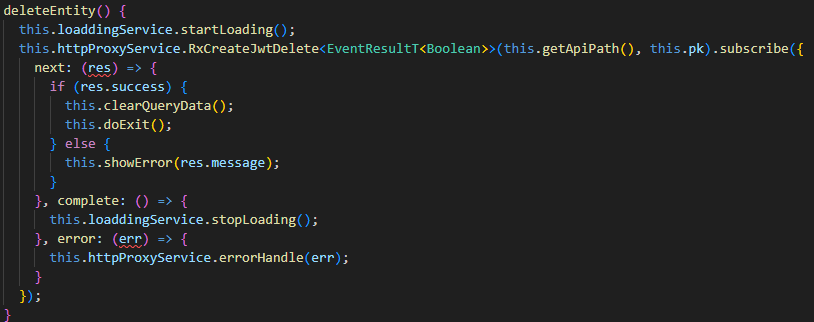 deleteEntity() {
  this.loaddingService.startLoading();
  this.httpProxyService.RxCreateJwtDelete<EventResultT<Boolean>>(this.getApiPath(), this.pk).subscribe({
    next: (res) => {
      if (res.success) {
        this.clearQueryData();
        this.doExit();
      } else {
        this.showError(res.message);
      }
    }, complete: () => {
      this.loaddingService.stopLoading();
    }, error: (err) => {
      this.httpProxyService.errorHandle(err);
    }
  });
}